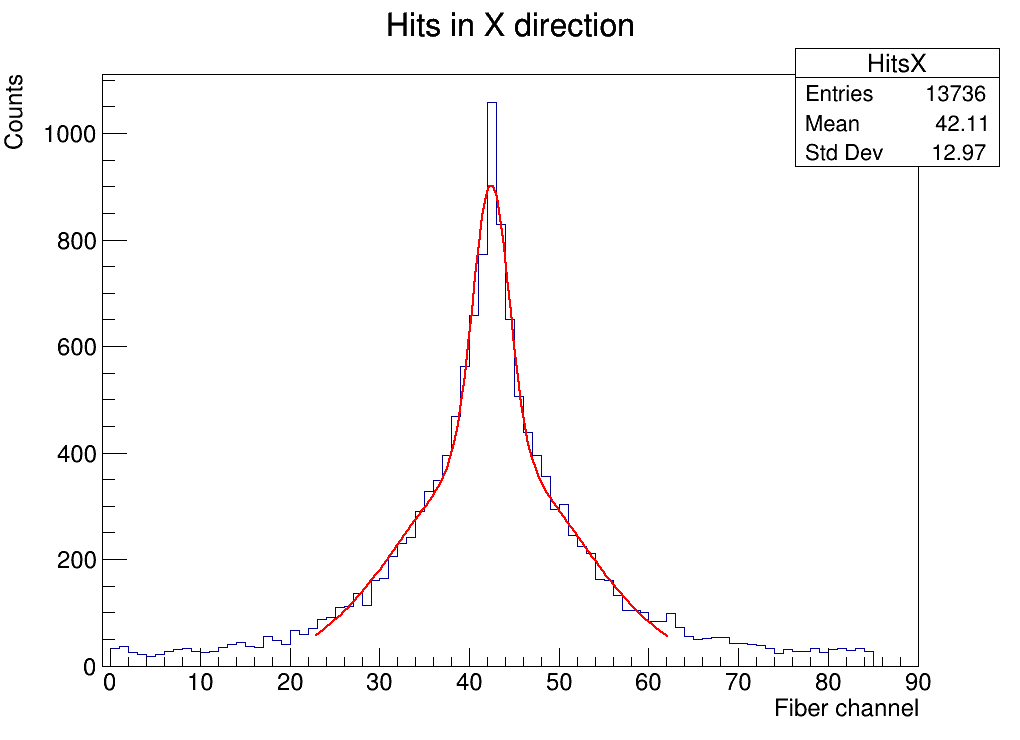 Hits in X direction
HitsX
Entries 13736
Mean 42.11
Std Dev 12.97
Counts
1000
800
600
400
200
0
0 10 20 30 40 50 60 70 80 90
Fiber channel